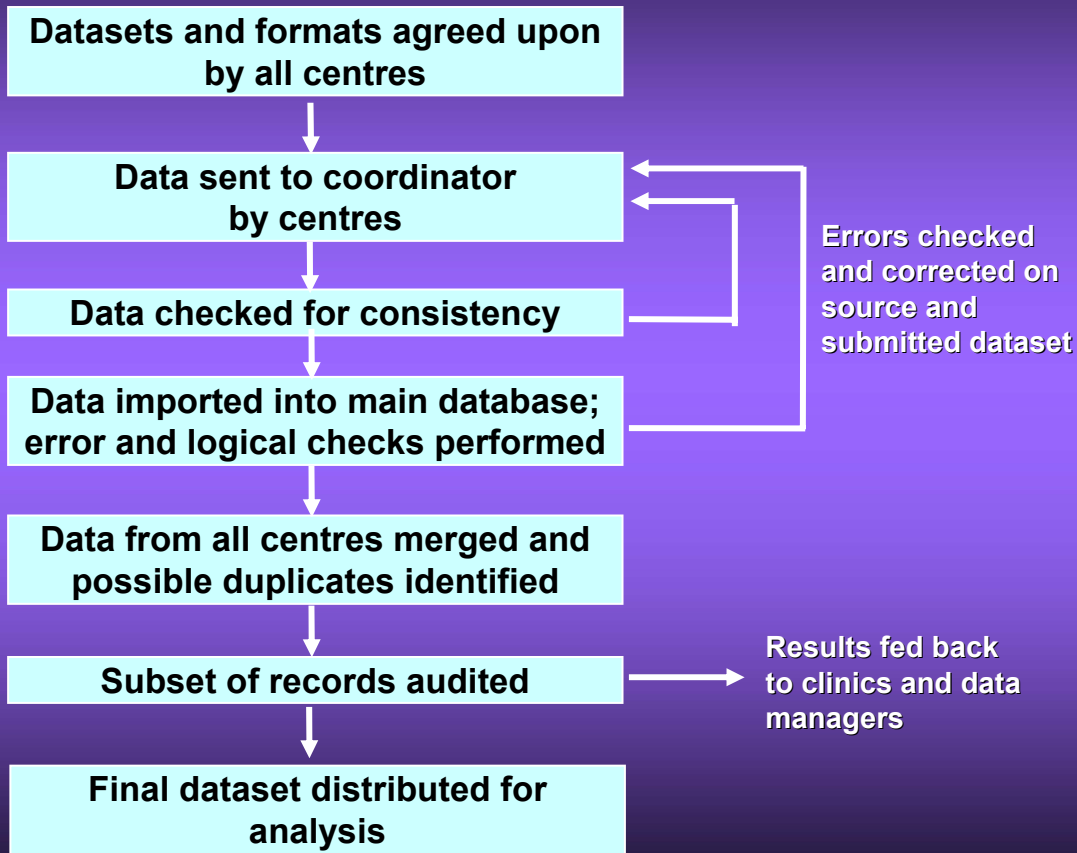 Datasets and formats agreed upon
by all centres
Data sent to coordinator
by centres
Errors checked
and corrected on
source and
submitted dataset
Data checked for consistency
Data imported into main database;
error and logical checks performed
Data from all centres merged and
possible duplicates identified
Subset of records audited
Results fed back
to clinics and data
managers
Final dataset distributed for
analysis